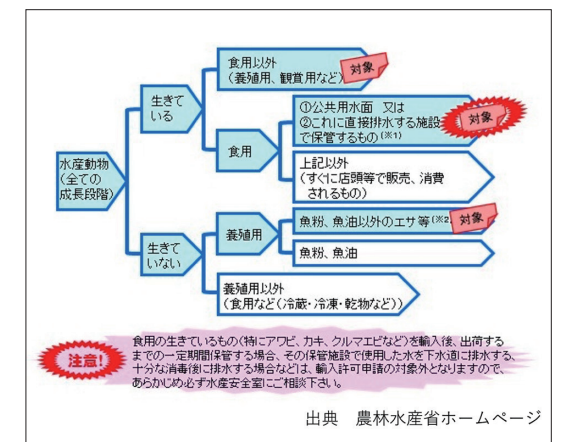 食用以外
(養殖用、観賞用など)
対象
生きて
いる
①公共用水面 又は
②これに直接排水する施設
で保管するもの(※1)
対象
食用
上記以外
(すぐに店頭等で販売、消費
されるもの)
水産動物
(全ての
成長段階)
養殖用
魚粉、魚油以外のエサ等(※2
対象
生きて
いない
魚粉、魚油
養殖用以外
(食用など(冷蔵・冷凍・乾物など))
注意!
食用の生きているもの(特にアワビ、カキ、クルマエビなど)を輸入後、出荷する
までの一定期間保管する場合、その保管施設で使用した水を下水道に排水する、
十分な消毒後に排水する場合などは、輸入許可申請の対象外となりますので、
あらかじめ必ず水産安全室にご相談下さい。
出典 農林水産省ホームページ